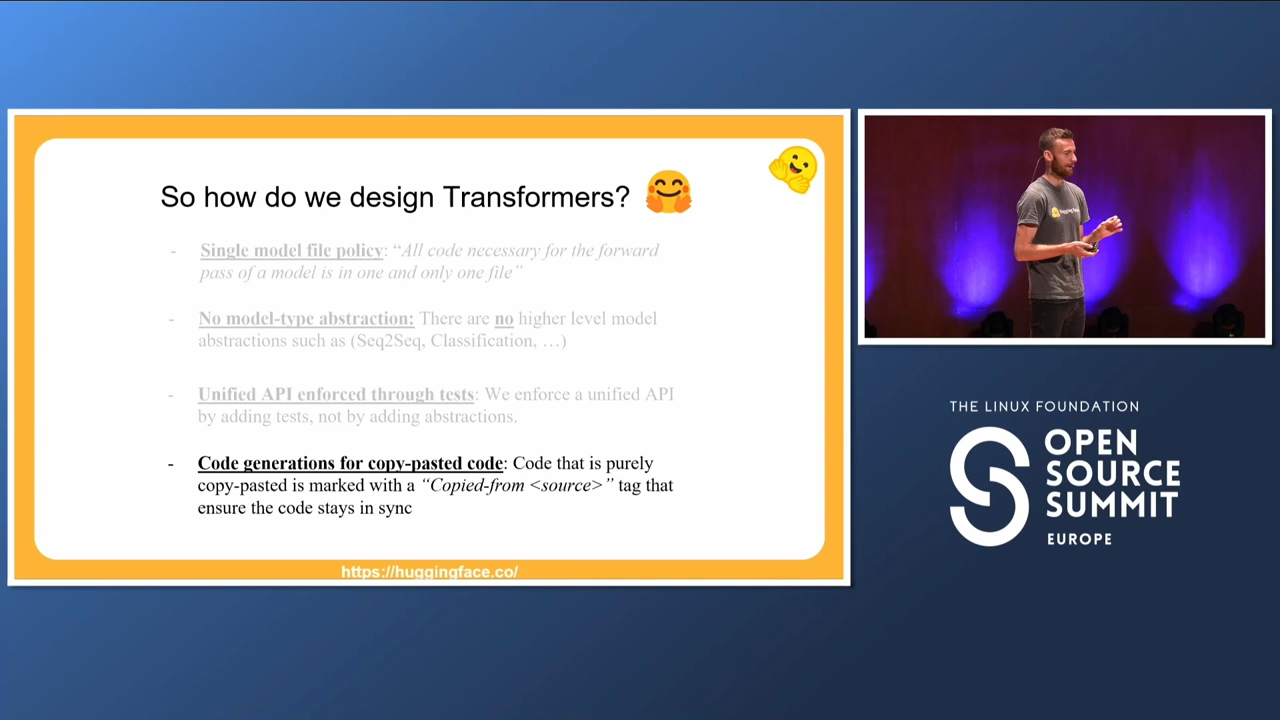 So how do we design Transformers?
- Single model file policy: “All code necessary for the forward
pass of a model is in one and only one file”
- No model-type abstraction: There are no higher level model
abstractions such as (Seq2Seq, Classification, …)
- Unified API enforced through tests: We enforce a unified API
by adding tests, not by adding abstractions.
- Code generations for copy-pasted code: Code that is purely
copy-pasted is marked with a “Copied-from <source>” tag that
ensure the code stays in sync
https://huggingface.co/
Hugging Face
THE LINUX FOUNDATION
OPEN
SOURCE
SUMMIT
EUROPE